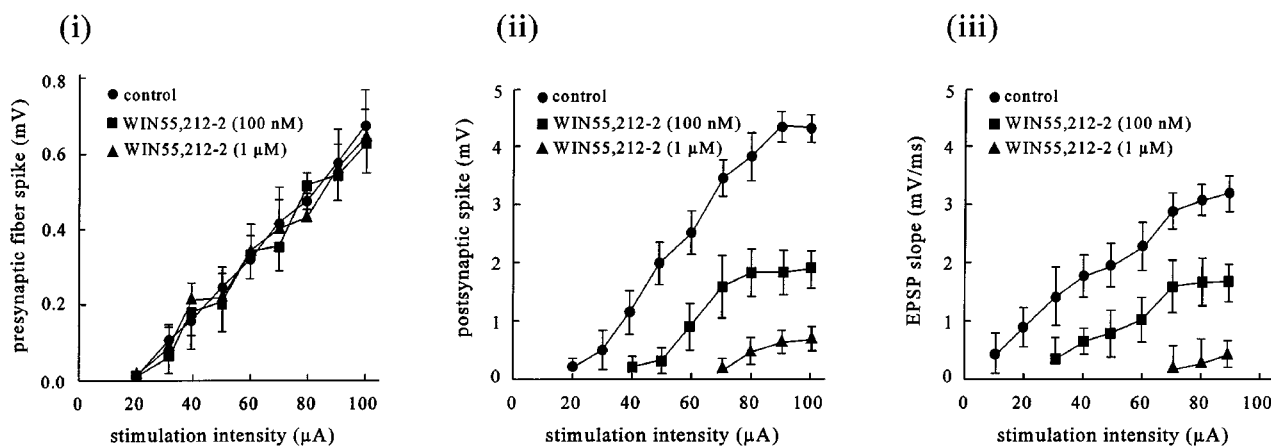 (i)
presynaptic fiber spike (mV)
0.8
0.6
0.4
0.2
0.0
control
WIN55,212-2 (100 nM)
WIN55,212-2 (1 µM)
0 20 40 60 80 100
stimulation intensity (µA)
(ii)
postsynaptic spike (mV)
5
4
3
2
1
0
control
WIN55,212-2 (100 nM)
WIN55,212-2 (1 µM)
0 20 40 60 80 100
stimulation intensity (µA)
(iii)
EPSP slope (mV/ms)
5
4
3
2
1
0
control
WIN55,212-2 (100 nM)
WIN55,212-2 (1 µM)
0 20 40 60 80 100
stimulation intensity (µA)